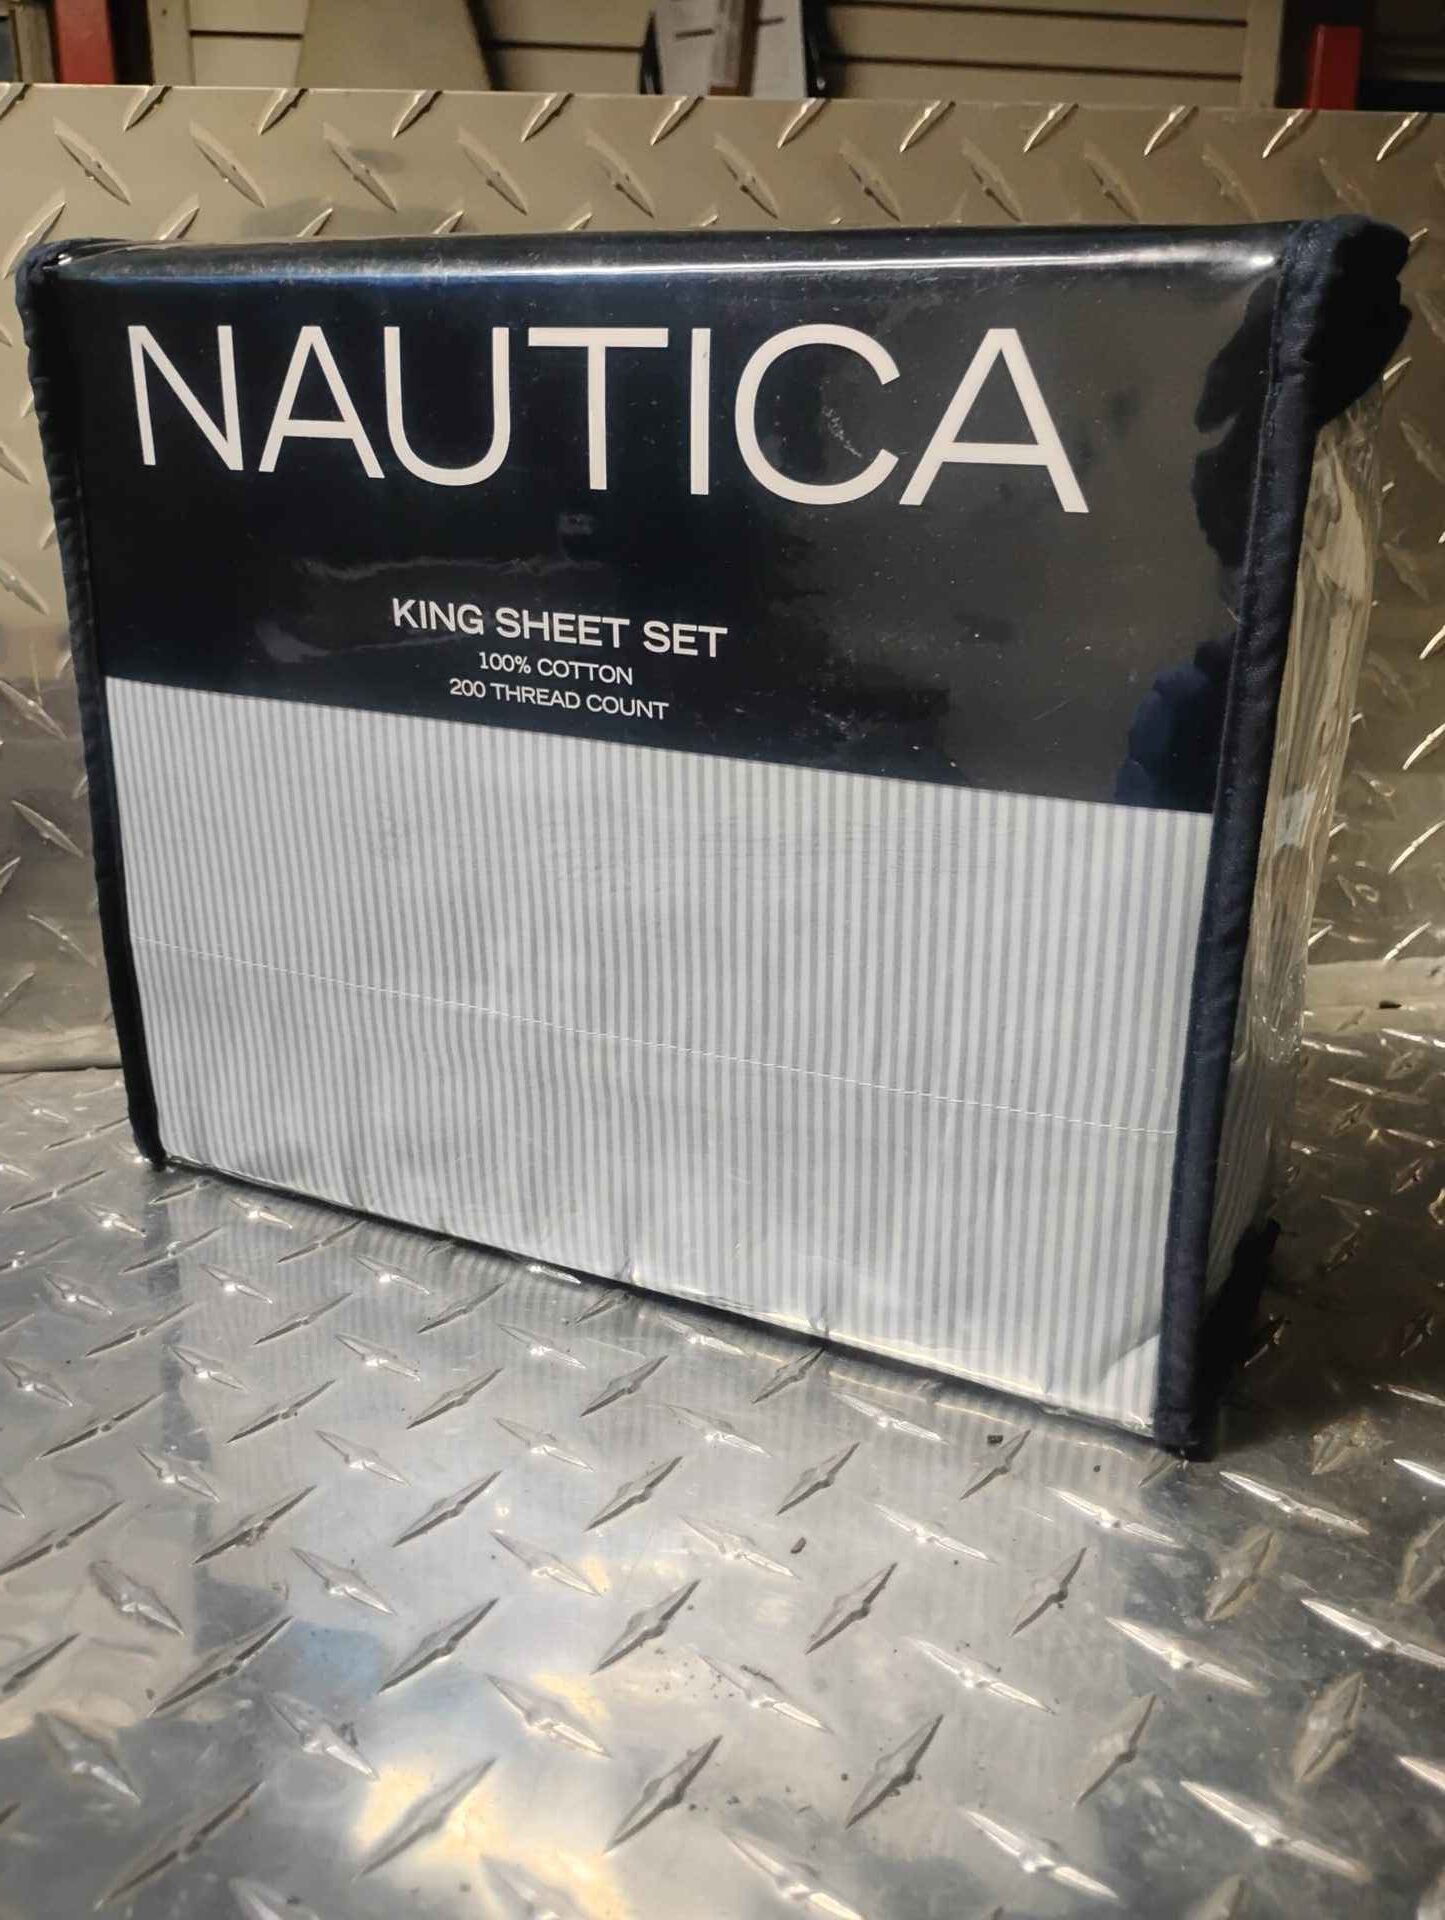 NAUTICA
KING SHEET SET
100% COTTON
200 THREAD COUNT